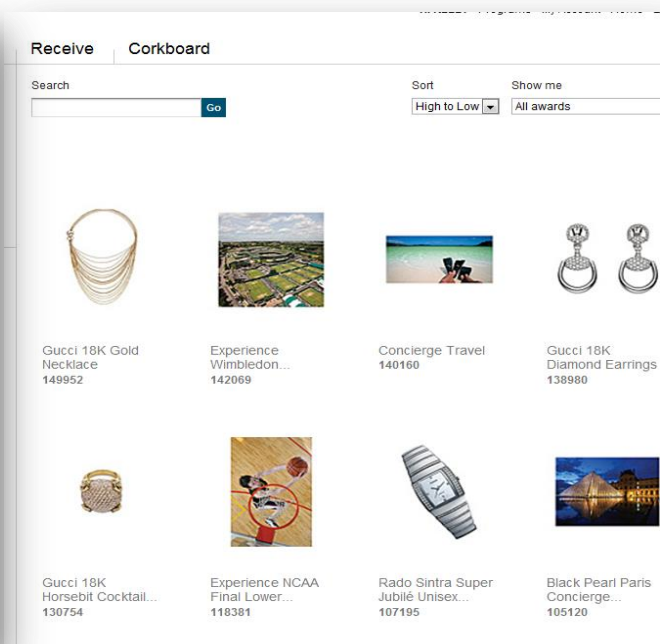 Receive Corkboard
Search
Sort
Show me
Go
High to Low
All awards
Gucci 18K Gold
Necklace
149952
Experience
Wimbledon...
142069
Concierge Travel
140160
Gucci 18K
Diamond Earrings
138980
Gucci 18K
Horsebit Cocktail...
130754
Experience NCAA
Final Lower...
118381
Rado Sintra Super
Jubilé Unisex...
107195
Black Pearl Paris
Concierge...
105120